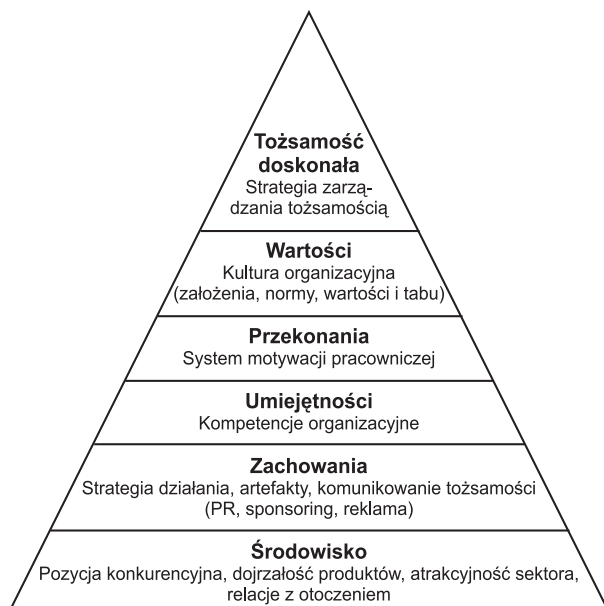 Tożsamość
doskonała
Strategia zarzą-
dzania tożsamością
Wartości
Kultura organizacyjna
(założenia, normy, wartości i tabu)
Przekonania
System motywacji pracowniczej
Umiejętności
Kompetencje organizacyjne
Zachowania
Strategia działania, artefakty, komunikowanie tożsamości
(PR, sponsoring, reklama)
Środowisko
Pozycja konkurencyjna, dojrzałość produktów, atrakcyjność sektora,
relacje z otoczeniem